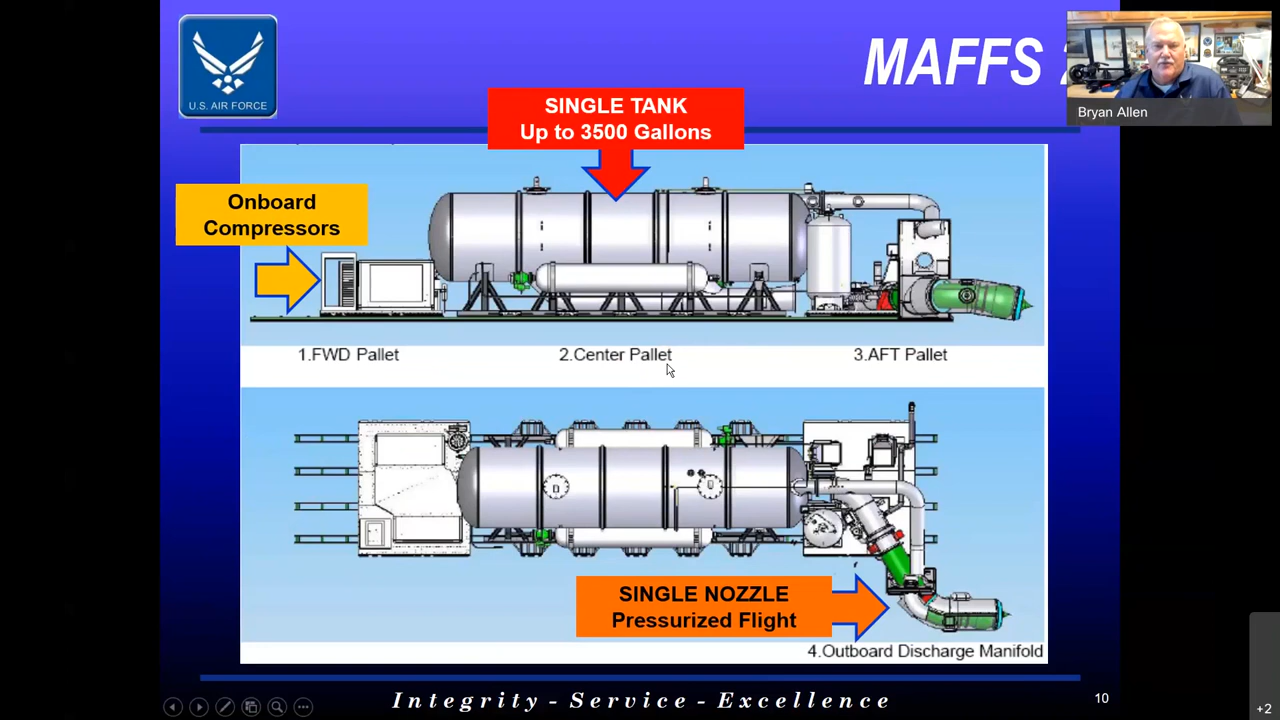 U.S. AIR FORCE
MAFFS
Bryan Allen
SINGLE TANK
Up to 3500 Gallons
Onboard
Compressors
1.FWD Pallet
2.Center Pallet
3.AFT Pallet
SINGLE NOZZLE
Pressurized Flight
4.Outboard Discharge Manifold
Integrity - Service - Excellence
10
+2